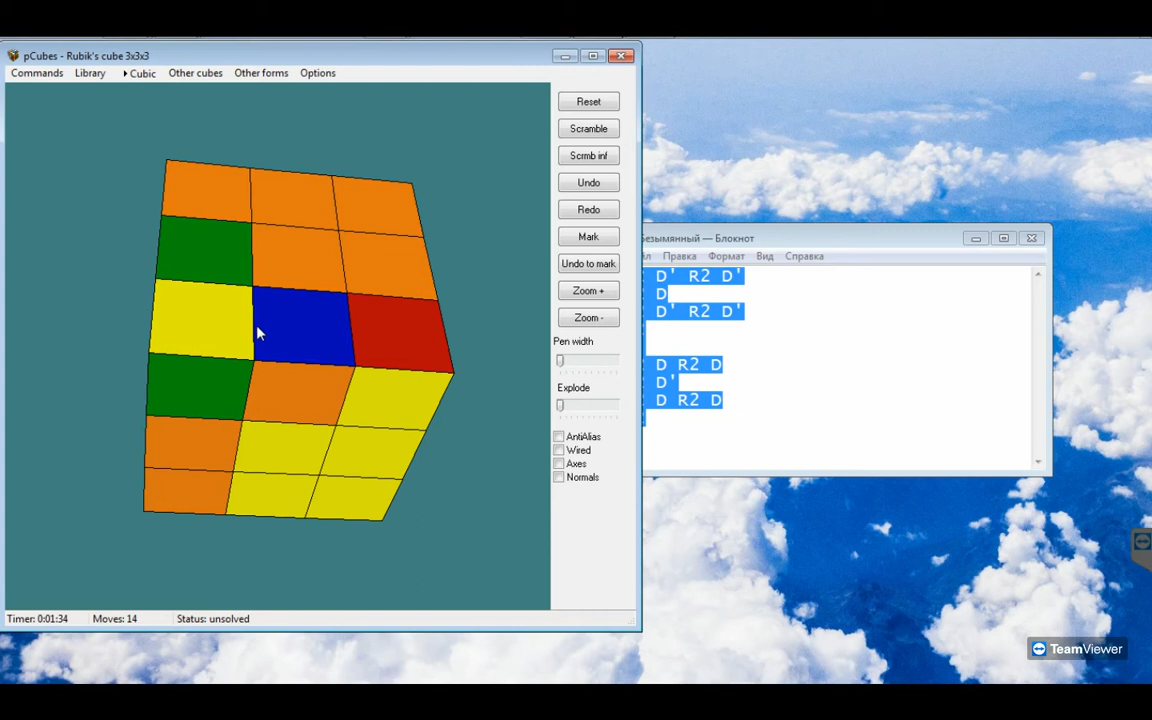 pCubes - Rubik's cube 3x3x3
Commands Library Cubic Other cubes Other forms Options
Reset
Scramble
Scrmb inf
Undo
Redo
Mark
Undo to mark
Zoom +
Zoom -
Pen width
Explode
AntiAlias
Wired
Axes
Normals
Timer: 0:01:34 Moves: 14 Status: unsolved
Безымянный — Блокнот
Правка Формат Вид Справка
D' R2 D'
D
D' R2 D'
D R2 D
D'
D R2 D
TeamViewer